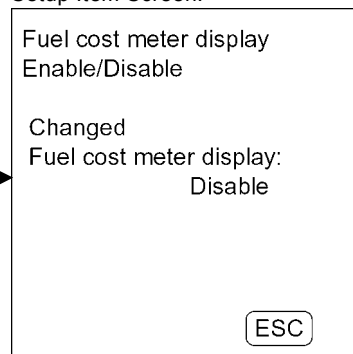 Setup Item Screen.
Fuel cost meter display
Enable/Disable
Changed
Fuel cost meter display:
Disable
ESC